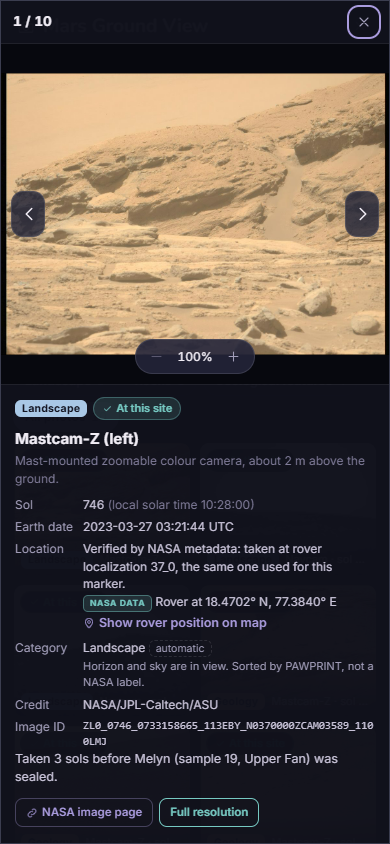 1 / 10
Mars Ground View
100%
Landscape
At this site
Mastcam-Z (left)
Mast-mounted zoomable colour camera, about 2 m above the
ground.
Sol 746 (local solar time 10:28:00)
Earth date 2023-03-27 03:21:44 UTC
Location Verified by NASA metadata: taken at rover
localization 37_0, the same one used for this
marker.
NASA DATA Rover at 18.4702° N, 77.3840° E
Show rover position on map
Category Landscape automatic
Horizon and sky are in view. Sorted by PAWPRINT, not a
NASA label.
Credit NASA/JPL-Caltech/ASU
Image ID ZL0_0746_0733158665_113EBY_N0370000ZCAM03589_110
0LMJ
Taken 3 sols before Melyn (sample 19, Upper Fan) was
sealed.
NASA image page
Full resolution